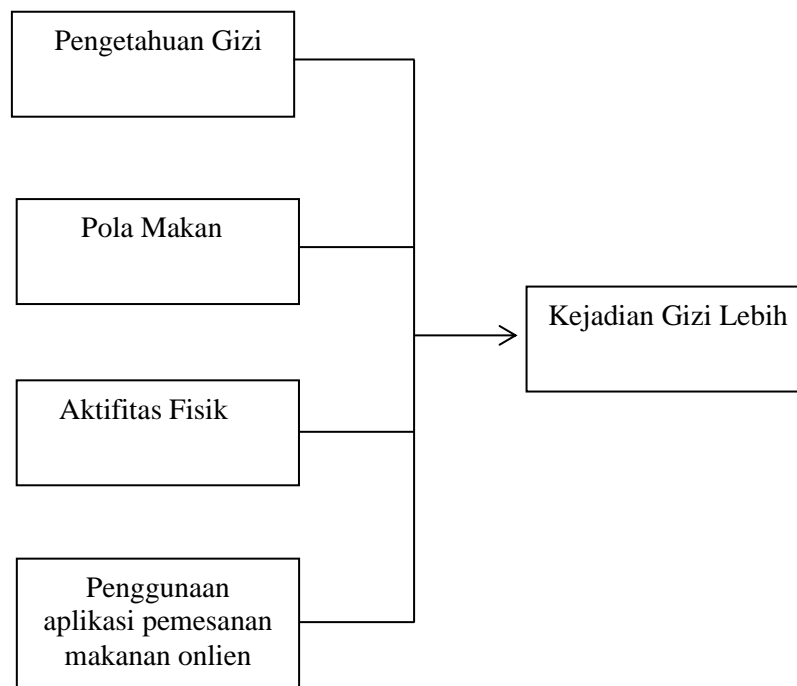 Pengetahuan Gizi
Pola Makan
Aktifitas Fisik
Penggunaan
aplikasi pemesanan
makanan onlien
Kejadian Gizi Lebih